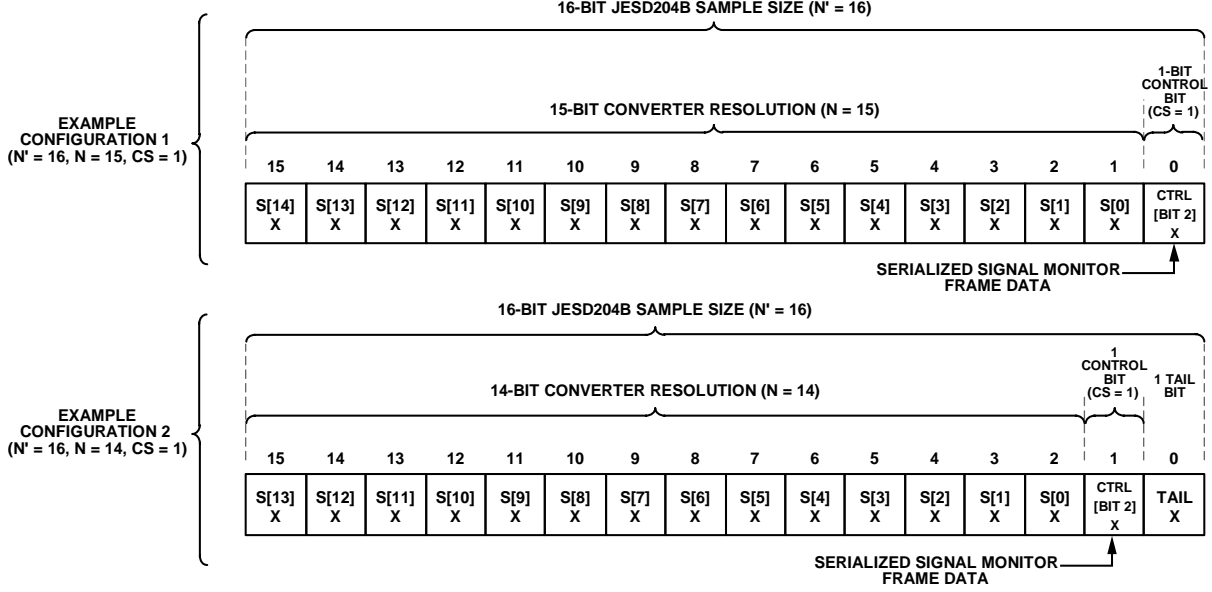 16-BIT JESD204B SAMPLE SIZE (N' = 16)
1-BIT
CONTROL
BIT
(CS = 1)
15-BIT CONVERTER RESOLUTION (N = 15)
EXAMPLE
CONFIGURATION 1
(N' = 16, N = 15, CS = 1)
15 14 13 12 11 10 9 8 7 6 5 4 3 2 1 0
S[14] S[13] S[12] S[11] S[10] S[9] S[8] S[7] S[6] S[5] S[4] S[3] S[2] S[1] S[0] CTRL
[BIT 2]
X X X X X X X X X X X X X X X X
SERIALIZED SIGNAL MONITOR
FRAME DATA
16-BIT JESD204B SAMPLE SIZE (N' = 16)
1
CONTROL
BIT
(CS = 1)
1 TAIL
BIT
14-BIT CONVERTER RESOLUTION (N = 14)
EXAMPLE
CONFIGURATION 2
(N' = 16, N = 14, CS = 1)
15 14 13 12 11 10 9 8 7 6 5 4 3 2 1 0
S[13] S[12] S[11] S[10] S[9] S[8] S[7] S[6] S[5] S[4] S[3] S[2] S[1] S[0] CTRL TAIL
[BIT 2]
X X X X X X X X X X X X X X X X
SERIALIZED SIGNAL MONITOR
FRAME DATA